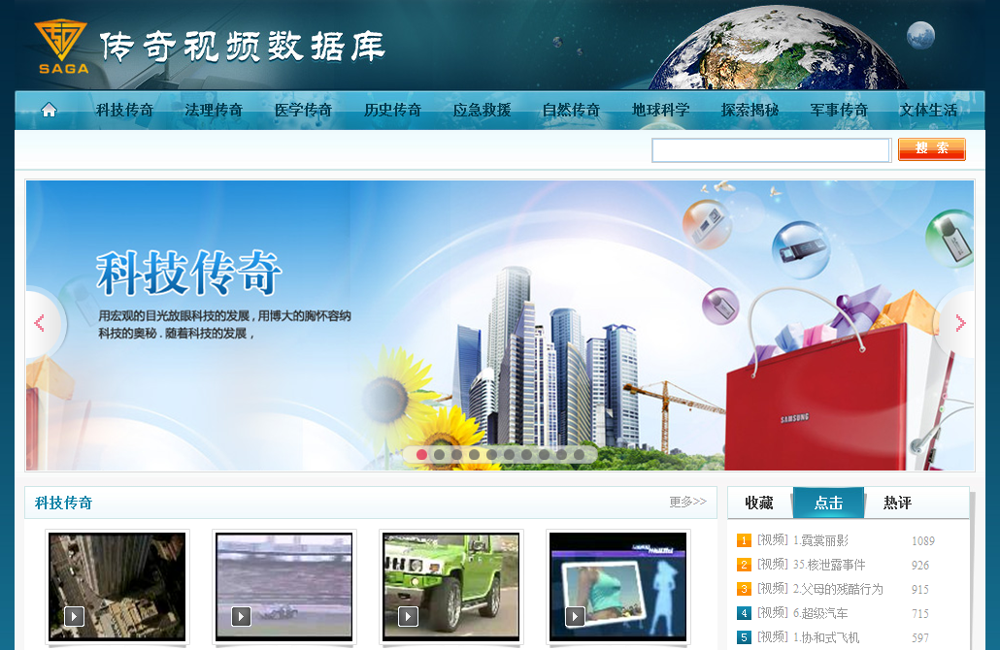 SAGA
传奇视频数据库
科技传奇 法理传奇 医学传奇 历史传奇 应急救援 自然传奇 地球科学 探索揭秘 军事传奇 文体生活
搜 索
科技传奇
用宏观的目光放眼科技的发展,用博大的胸怀容纳
科技的奥秘.随着科技的发展,
SAMSUNG
科技传奇 更多>>
收藏 点击 热评
1 [视频] 1.霓裳丽影 1089
2 [视频] 35.核泄露事件 926
3 [视频] 2.父母的残酷行为 915
4 [视频] 6.超级汽车 715
5 [视频] 1.协和式飞机 597